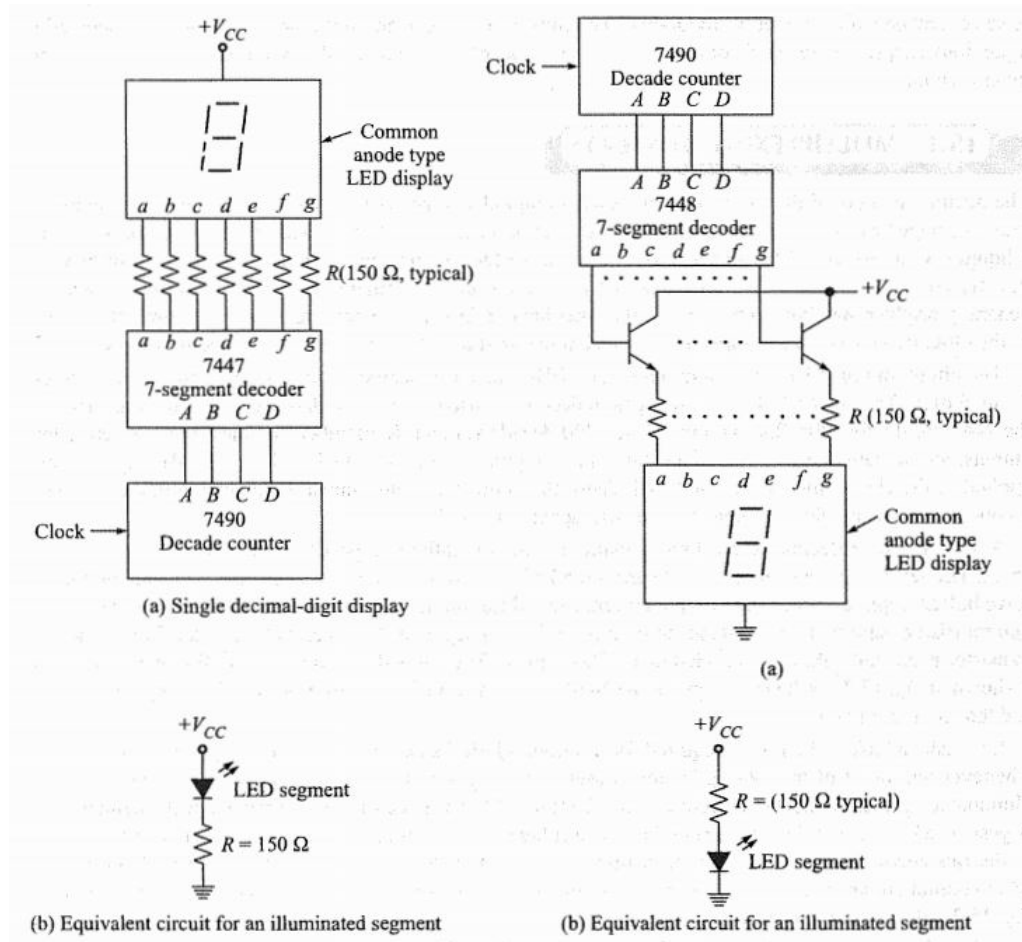 +VCC
Common
anode type
LED display
a b c d e f g
R(150 Ω, typical)
a b c d e f g
7447
7-segment decoder
A B C D
A B C D
7490
Decade counter
Clock
(a) Single decimal-digit display
+VCC
LED segment
R = 150 Ω
(b) Equivalent circuit for an illuminated segment
Clock
7490
Decade counter
A B C D
A B C D
7448
7-segment decoder
a b c d e f g
+VCC
R (150 Ω, typical)
a b c d e f g
Common
anode type
LED display
(a)
+VCC
R = (150 Ω typical)
LED segment
(b) Equivalent circuit for an illuminated segment